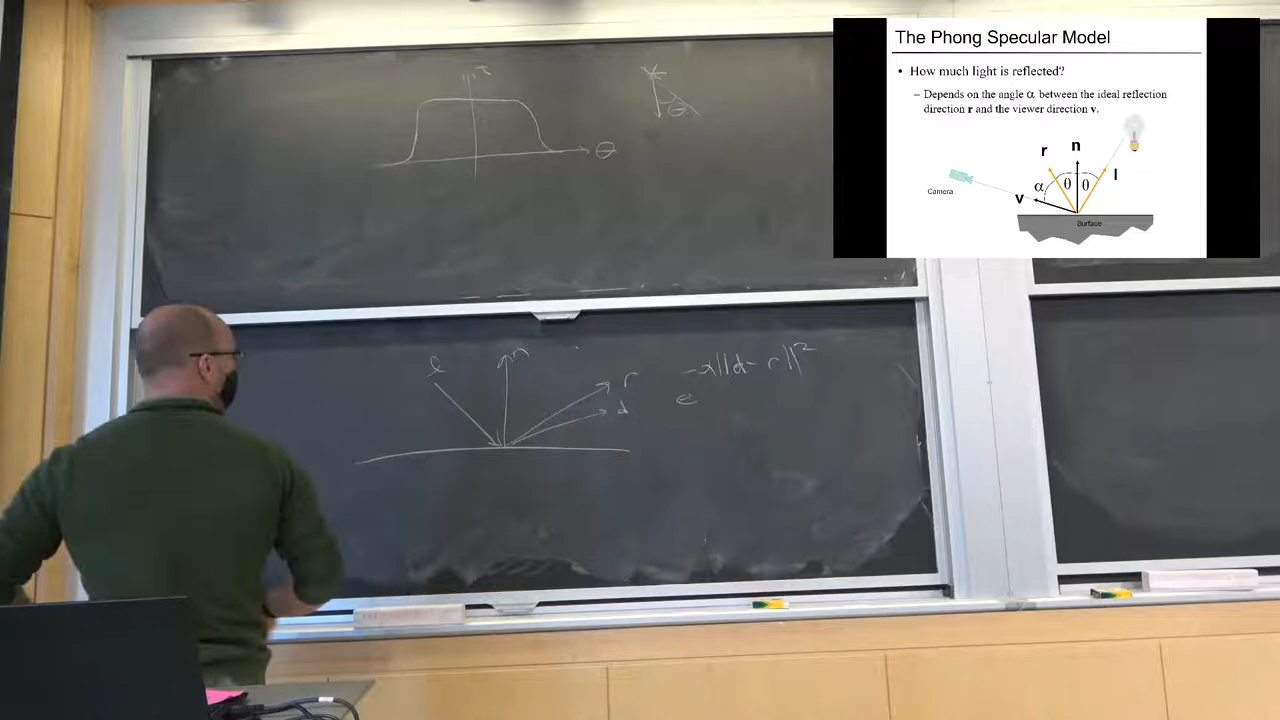 The Phong Specular Model
• How much light is reflected?
– Depends on the angle α between the ideal reflection
direction r and the viewer direction v.
n
r
l
θ θ
α
v
Camera
Surface
θ
θ
l
n
r
d
e^-α||d-r||²